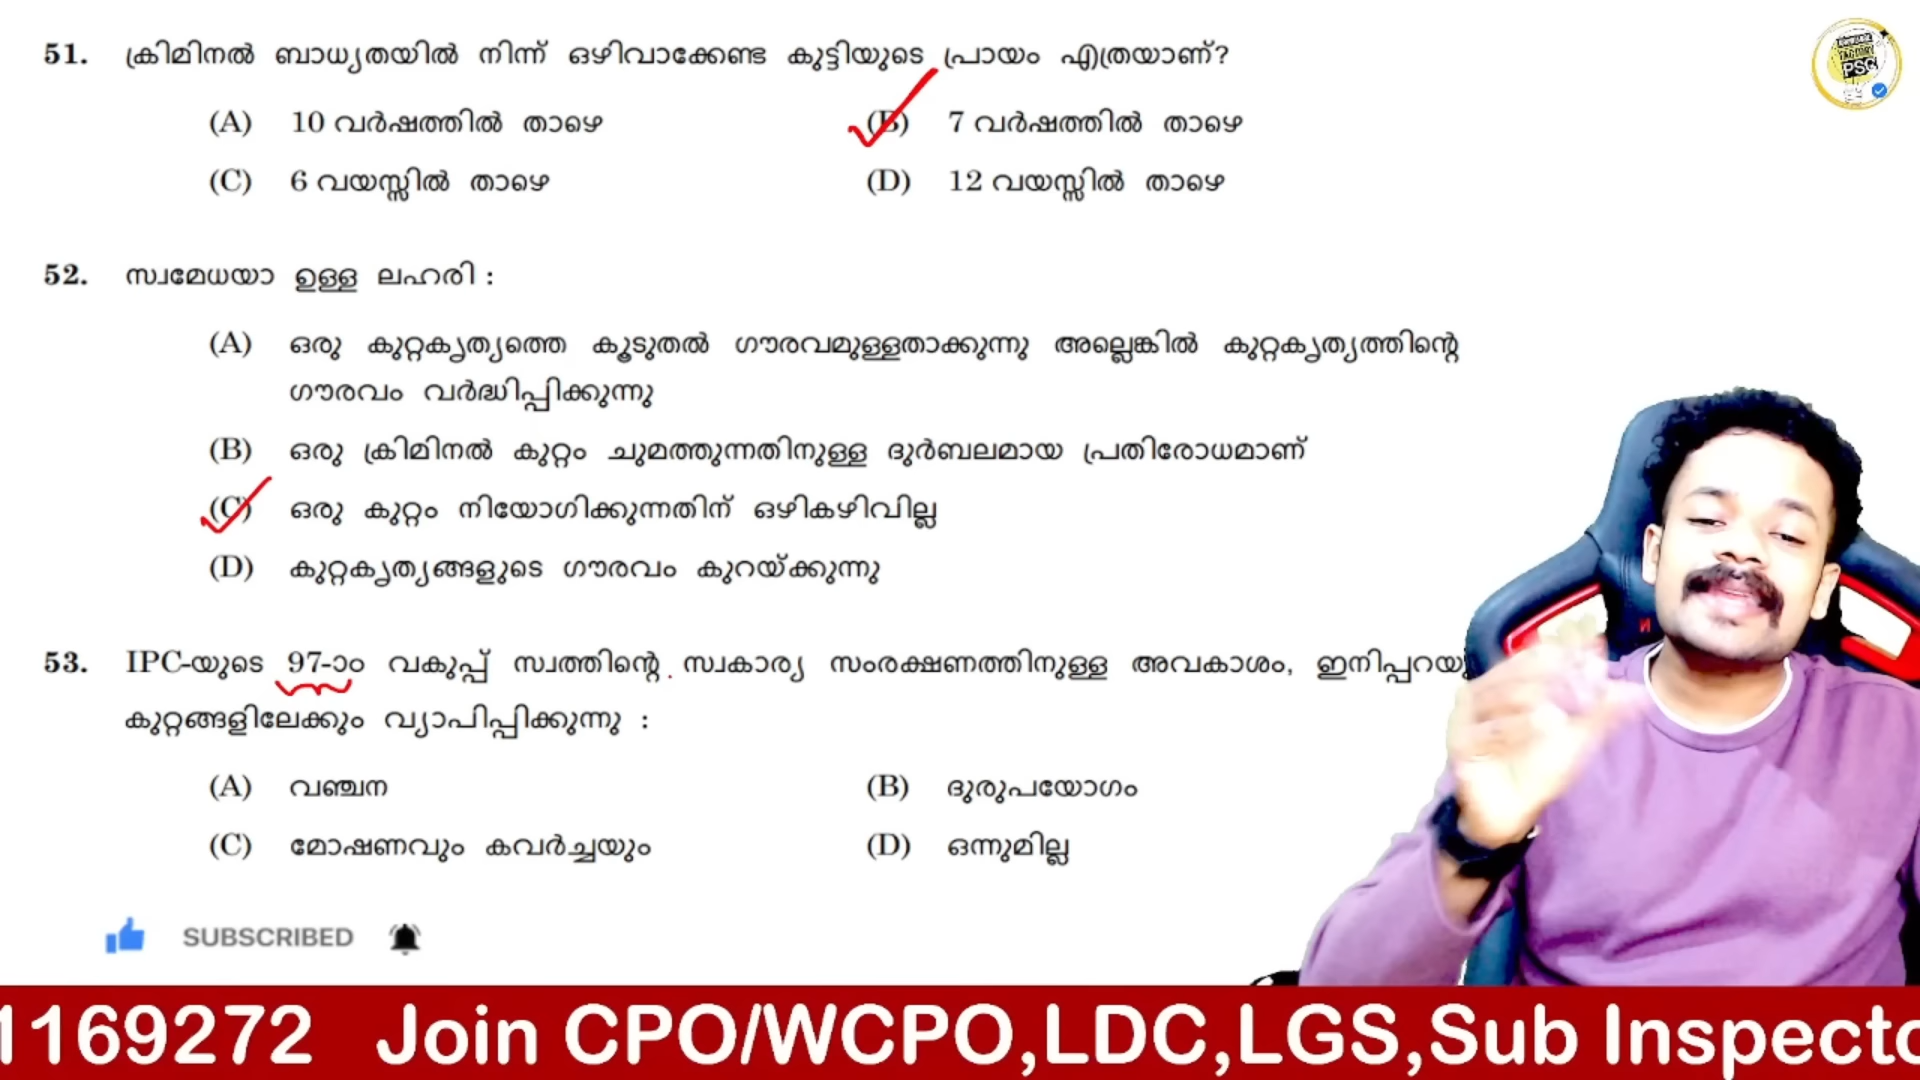 51. ക്രിമിനൽ ബാധ്യതയിൽ നിന്ന് ഒഴിവാക്കേണ്ട കുട്ടിയുടെ പ്രായം എത്രയാണ്?
(A) 10 വർഷത്തിൽ താഴെ (B) 7 വർഷത്തിൽ താഴെ
(C) 6 വയസ്സിൽ താഴെ (D) 12 വയസ്സിൽ താഴെ
52. സ്വമേധയാ ഉള്ള ലഹരി :
(A) ഒരു കുറ്റകൃത്യത്തെ കൂടുതൽ ഗൗരവമുള്ളതാക്കുന്നു അല്ലെങ്കിൽ കുറ്റകൃത്യത്തിന്റെ
ഗൗരവം വർദ്ധിപ്പിക്കുന്നു
(B) ഒരു ക്രിമിനൽ കുറ്റം ചുമത്തുന്നതിനുള്ള ദുർബലമായ പ്രതിരോധമാണ്
(C) ഒരു കുറ്റം നിയോഗിക്കുന്നതിന് ഒഴികഴിവില്ല
(D) കുറ്റകൃത്യങ്ങളുടെ ഗൗരവം കുറയ്ക്കുന്നു
53. IPC-യുടെ 97-ാം വകുപ്പ് സ്വത്തിന്റെ സ്വകാര്യ സംരക്ഷണത്തിനുള്ള അവകാശം, ഇനിപ്പറയു
കുറ്റങ്ങളിലേക്കും വ്യാപിപ്പിക്കുന്നു :
(A) വഞ്ചന (B) ദുരുപയോഗം
(C) മോഷണവും കവർച്ചയും (D) ഒന്നുമില്ല
SUBSCRIBED
1169272 Join CPO/WCPO,LDC,LGS,Sub Inspecto
FACTORY
PSC